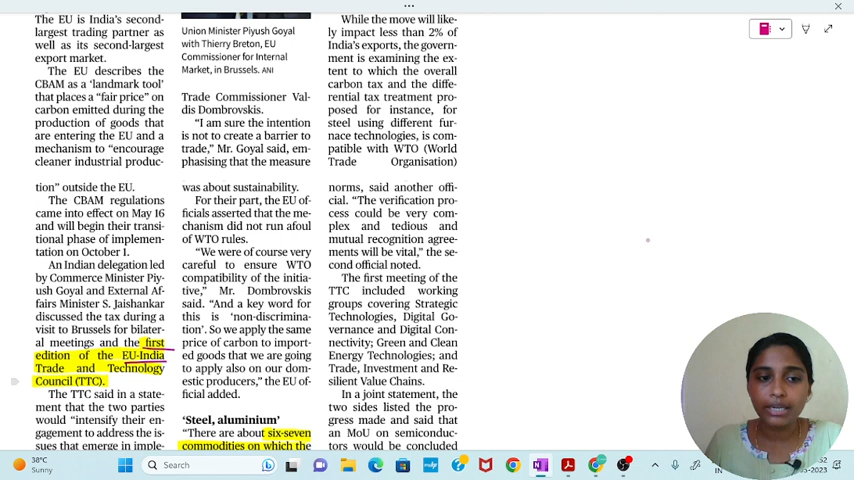 The EU is India's second-
largest trading partner as
well as its second-largest
export market.
The EU describes the
CBAM as a 'landmark tool'
that places a "fair price" on
carbon emitted during the
production of goods that
are entering the EU and a
mechanism to "encourage
cleaner industrial produc-
tion" outside the EU.
The CBAM regulations
came into effect on May 16
and will begin their transi-
tional phase of implemen-
tation on October 1.
An Indian delegation led
by Commerce Minister Piy-
ush Goyal and External Af-
fairs Minister S. Jaishankar
discussed the tax during a
visit to Brussels for bilater-
al meetings and the first
edition of the EU-India
Trade and Technology
Council (TTC).
The TTC said in a state-
ment that the two parties
would "intensify their en-
gagement to address the is-
sues that emerge in imple-
Union Minister Piyush Goyal
with Thierry Breton, EU
Commissioner for Internal
Market, in Brussels. ANI
Trade Commissioner Val-
dis Dombrovskis.
"I am sure the intention
is not to create a barrier to
trade," Mr. Goyal said, em-
phasising that the measure
was about sustainability.
For their part, the EU of-
ficials asserted that the me-
chanism did not run afoul
of WTO rules.
"We were of course very
careful to ensure WTO
compatibility of the initia-
tive," Mr. Dombrovskis
said. "And a key word for
this is 'non-discrimina-
tion'. So we apply the same
price of carbon to import-
ed goods that we are going
to apply also on our dom-
estic producers," the EU of-
ficial added.
'Steel, aluminium'
"There are about six-seven
commodities on which the
While the move will like-
ly impact less than 2% of
India's exports, the govern-
ment is examining the ex-
tent to which the overall
carbon tax and the diffe-
rential tax treatment pro-
posed for instance, for
steel using different fur-
nace technologies, is com-
patible with WTO (World
Trade Organisation)
norms, said another offi-
cial. "The verification pro-
cess could be very com-
plex and tedious and
mutual recognition agree-
ments will be vital," the se-
cond official noted.
The first meeting of the
TTC included working
groups covering Strategic
Technologies, Digital Go-
vernance and Digital Con-
nectivity; Green and Clean
Energy Technologies; and
Trade, Investment and Re-
silient Value Chains.
In a joint statement, the
two sides listed the pro-
gress made and said that
an MoU on semiconduc-
tors would be concluded
38°C
Sunny
Search